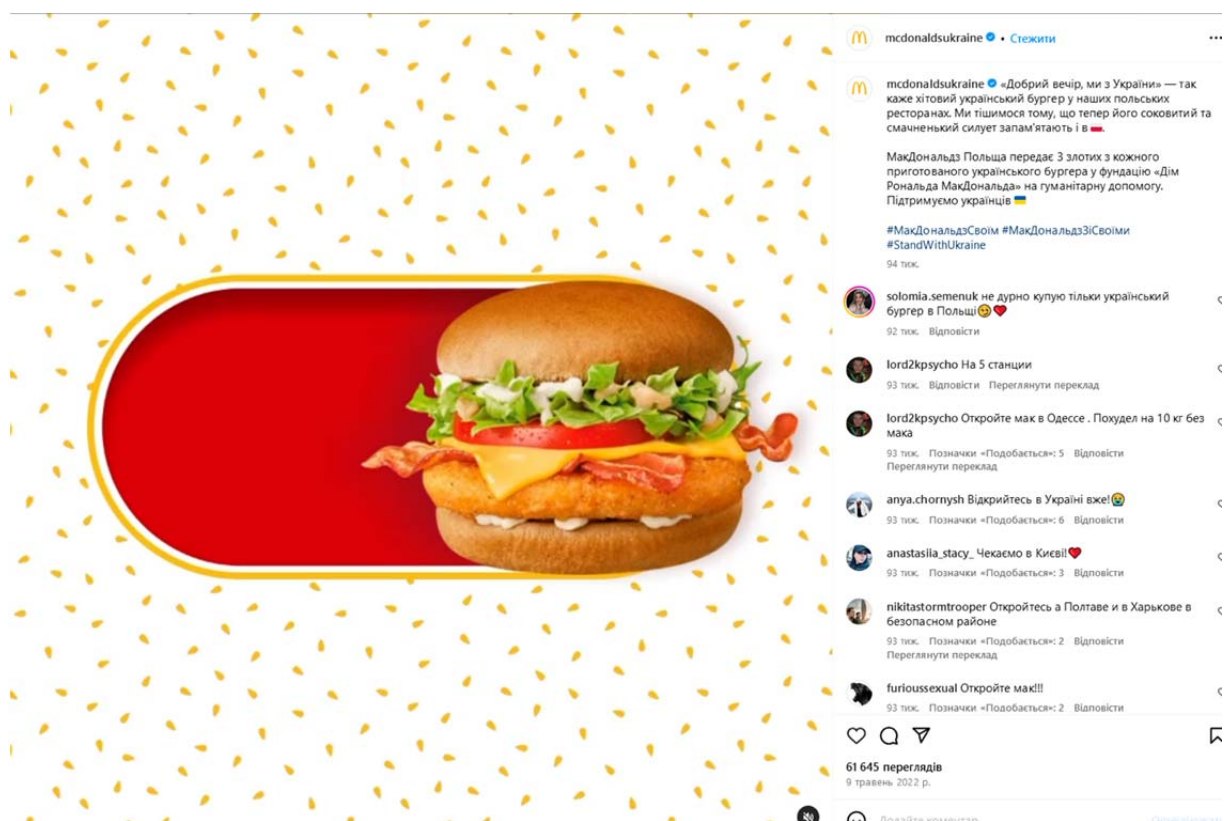 mcdonaldsukraine • Стежити
mcdonaldsukraine «Добрий вечір, ми з України» — так
каже хітовий український бургер у наших польських
ресторанах. Ми тішимося тому, що тепер його соковитий та
смачненький силует запам'ятають і в 🇵🇱.
МакДональдз Польща передає 3 злотих з кожного
приготованого українського бургера у фундацію «Дім
Рональда МакДональда» на гуманітарну допомогу.
Підтримуємо українців 🇺🇦
#МакДональдзСвоїм #МакДональдзЗіСвоїми
#StandWithUkraine
94 тиж.
solomia.semenuk не дурно купую тільки український
бургер в Польщі😏❤️
92 тиж. Відповісти
lord2kpsycho На 5 станции
93 тиж. Відповісти Переглянути переклад
lord2kpsycho Откройте мак в Одессе . Похудел на 10 кг без
мака
93 тиж. Позначки «Подобається»: 5 Відповісти
Переглянути переклад
anya.chornysh Відкрийтесь в Україні вже!😭
93 тиж. Позначки «Подобається»: 6 Відповісти
anastasiia_stacy_ Чекаємо в Києві!❤️
93 тиж. Позначки «Подобається»: 3 Відповісти
nikitastormtrooper Откройтесь а Полтаве и в Харькове в
безопасном районе
93 тиж. Позначки «Подобається»: 2 Відповісти
Переглянути переклад
furioussexual Откройте мак!!!
93 тиж. Позначки «Подобається»: 2 Відповісти
61 645 переглядів
9 травень 2022 р.
Додайте коментар